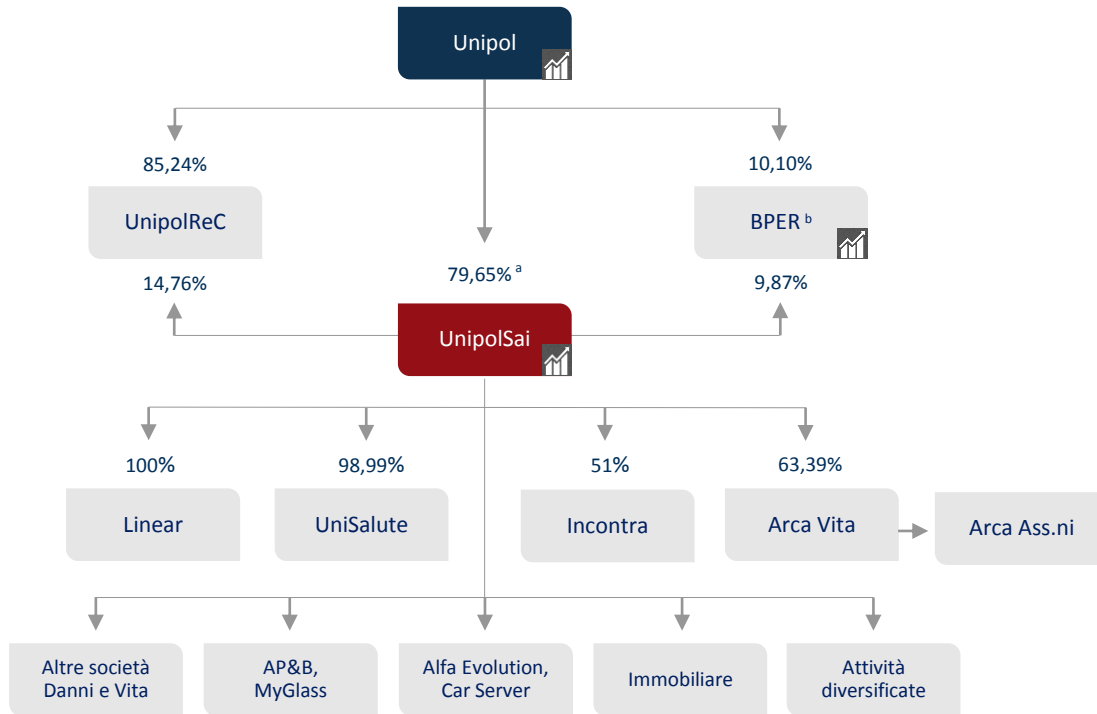 Unipol
85,24%
10,10%
UnipolReC
BPER b
14,76%
79,65% a
9,87%
UnipolSai
100%
98,99%
51%
63,39%
Linear
UniSalute
Incontra
Arca Vita
Arca Ass.ni
Altre società
Danni e Vita
AP&B,
MyGlass
Alfa Evolution,
Car Server
Immobiliare
Attività
diversificate